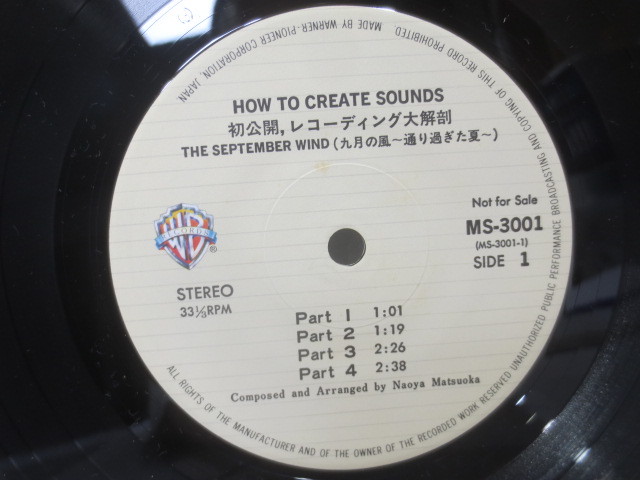 HOW TO CREATE SOUNDS
初公開,レコーディング大解剖
THE SEPTEMBER WIND (九月の風～通り過ぎた夏～)
Not for Sale
MS-3001
(MS-3001-1)
SIDE 1
WB
RECORDS
®
STEREO
33⅓RPM
Part 1 1:01
Part 2 1:19
Part 3 2:26
Part 4 2:38
Composed and Arranged by Naoya Matsuoka
ALL RIGHTS OF THE MANUFACTURER AND OF THE OWNER OF THE RECORDED WORK RESERVED UNAUTHORIZED PUBLIC PERFORMANCE BROADCASTING AND COPYING OF THIS RECORD PROHIBITED.
MADE BY WARNER-PIONEER CORPORATION, JAPAN